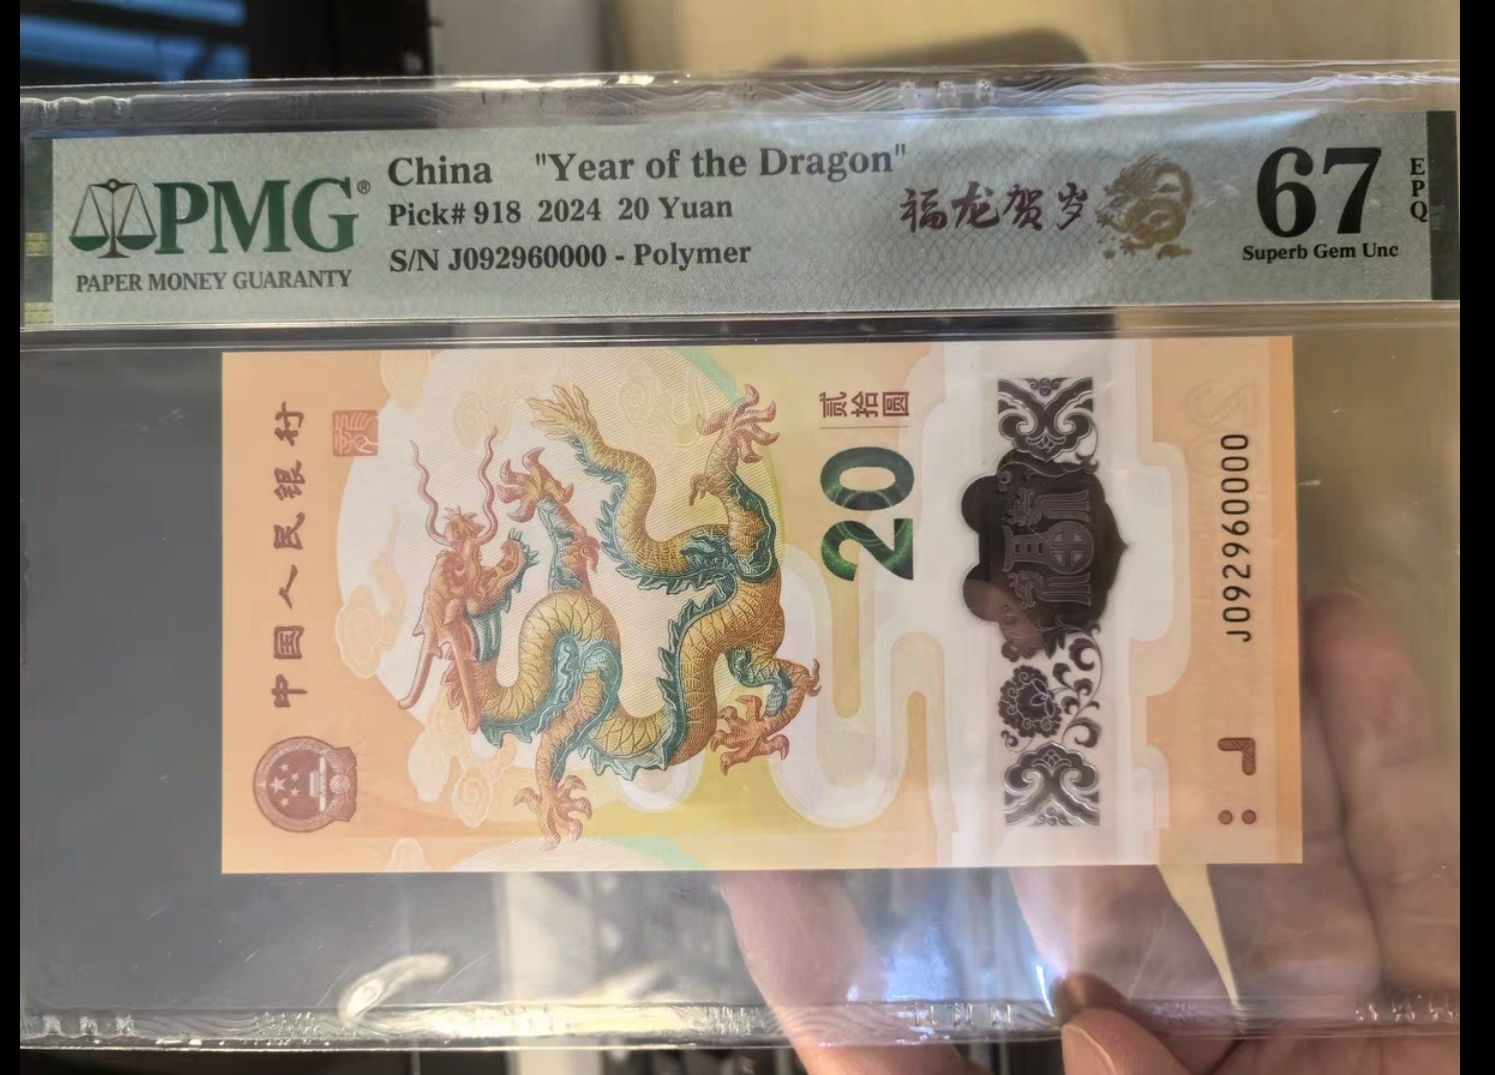 PMG®
PAPER MONEY GUARANTY
China "Year of the Dragon"
Pick# 918 2024 20 Yuan
S/N J092960000 - Polymer
福龙贺岁
67
EPQ
Superb Gem Unc
中国人民银行
贰拾圆
20
J092960000